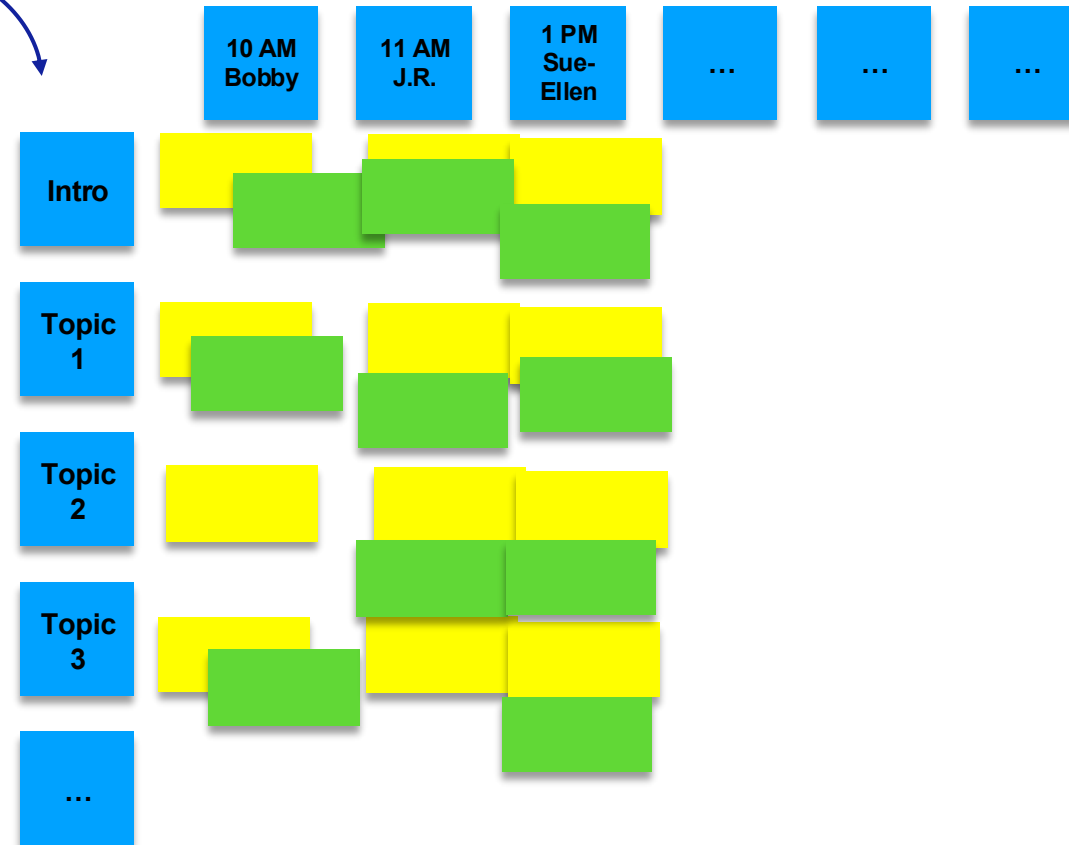 10 AM
Bobby
11 AM
J.R.
1 PM
Sue-
Ellen
...
...
...
Intro
Topic
1
Topic
2
Topic
3
...